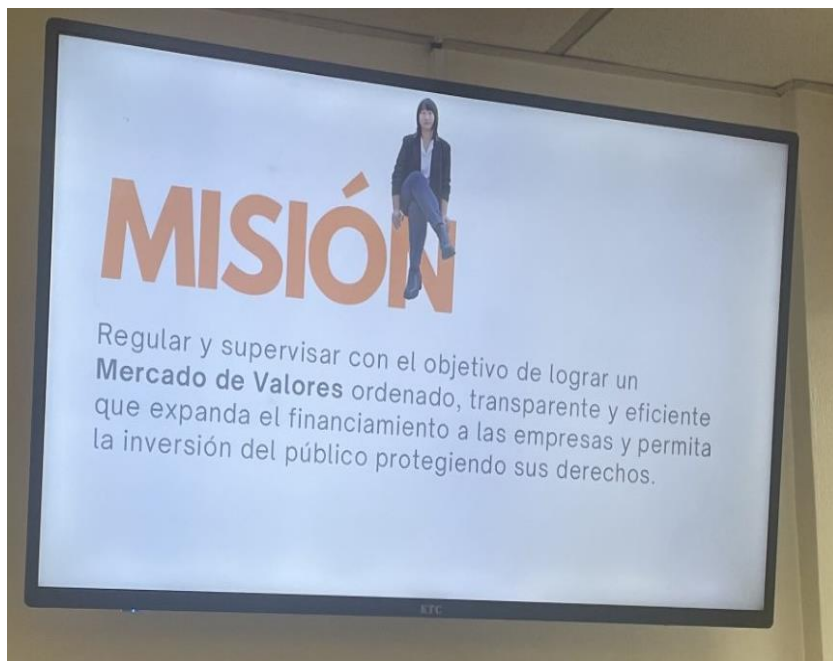 MISIÓN
Regular y supervisar con el objetivo de lograr un
Mercado de Valores ordenado, transparente y eficiente
que expanda el financiamiento a las empresas y permita
la inversión del público protegiendo sus derechos.
KTC